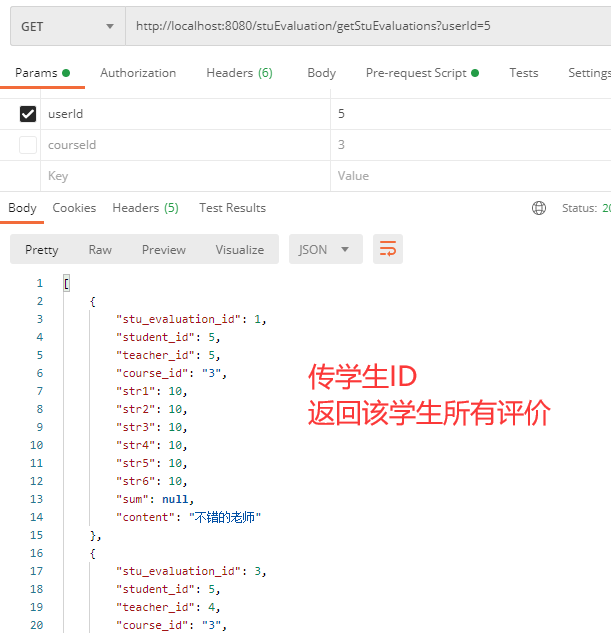 GET http://localhost:8080/stuEvaluation/getStuEvaluations?userId=5
Params Authorization Headers (6) Body Pre-request Script Tests Settings
userId 5
courseId 3
Key Value
Body Cookies Headers (5) Test Results Status: 20
Pretty Raw Preview Visualize JSON
1 [
2 {
3 "stu_evaluation_id": 1,
4 "student_id": 5,
5 "teacher_id": 5,
6 "course_id": "3",
7 "str1": 10,
8 "str2": 10,
9 "str3": 10,
10 "str4": 10,
11 "str5": 10,
12 "str6": 10,
13 "sum": null,
14 "content": "不错的老师"
15 },
16 {
17 "stu_evaluation_id": 3,
18 "student_id": 5,
19 "teacher_id": 4,
20 "course_id": "3",
传学生ID
返回该学生所有评价